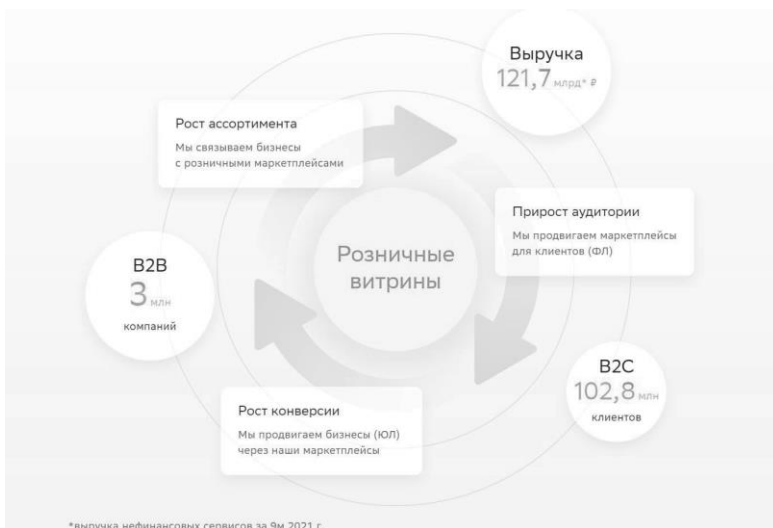 Выручка
121,7 млрд* ₽
Рост ассортимента
Мы связываем бизнесы
с розничными маркетплейсами
Прирост аудитории
Мы продвигаем маркетплейсы
для клиентов (ФЛ)
Розничные
витрины
B2B
3 млн
компаний
B2C
102,8 млн
клиентов
Рост конверсии
Мы продвигаем бизнесы (ЮЛ)
через наши маркетплейсы
*выручка нефинансовых сервисов за 9м 2021 г.